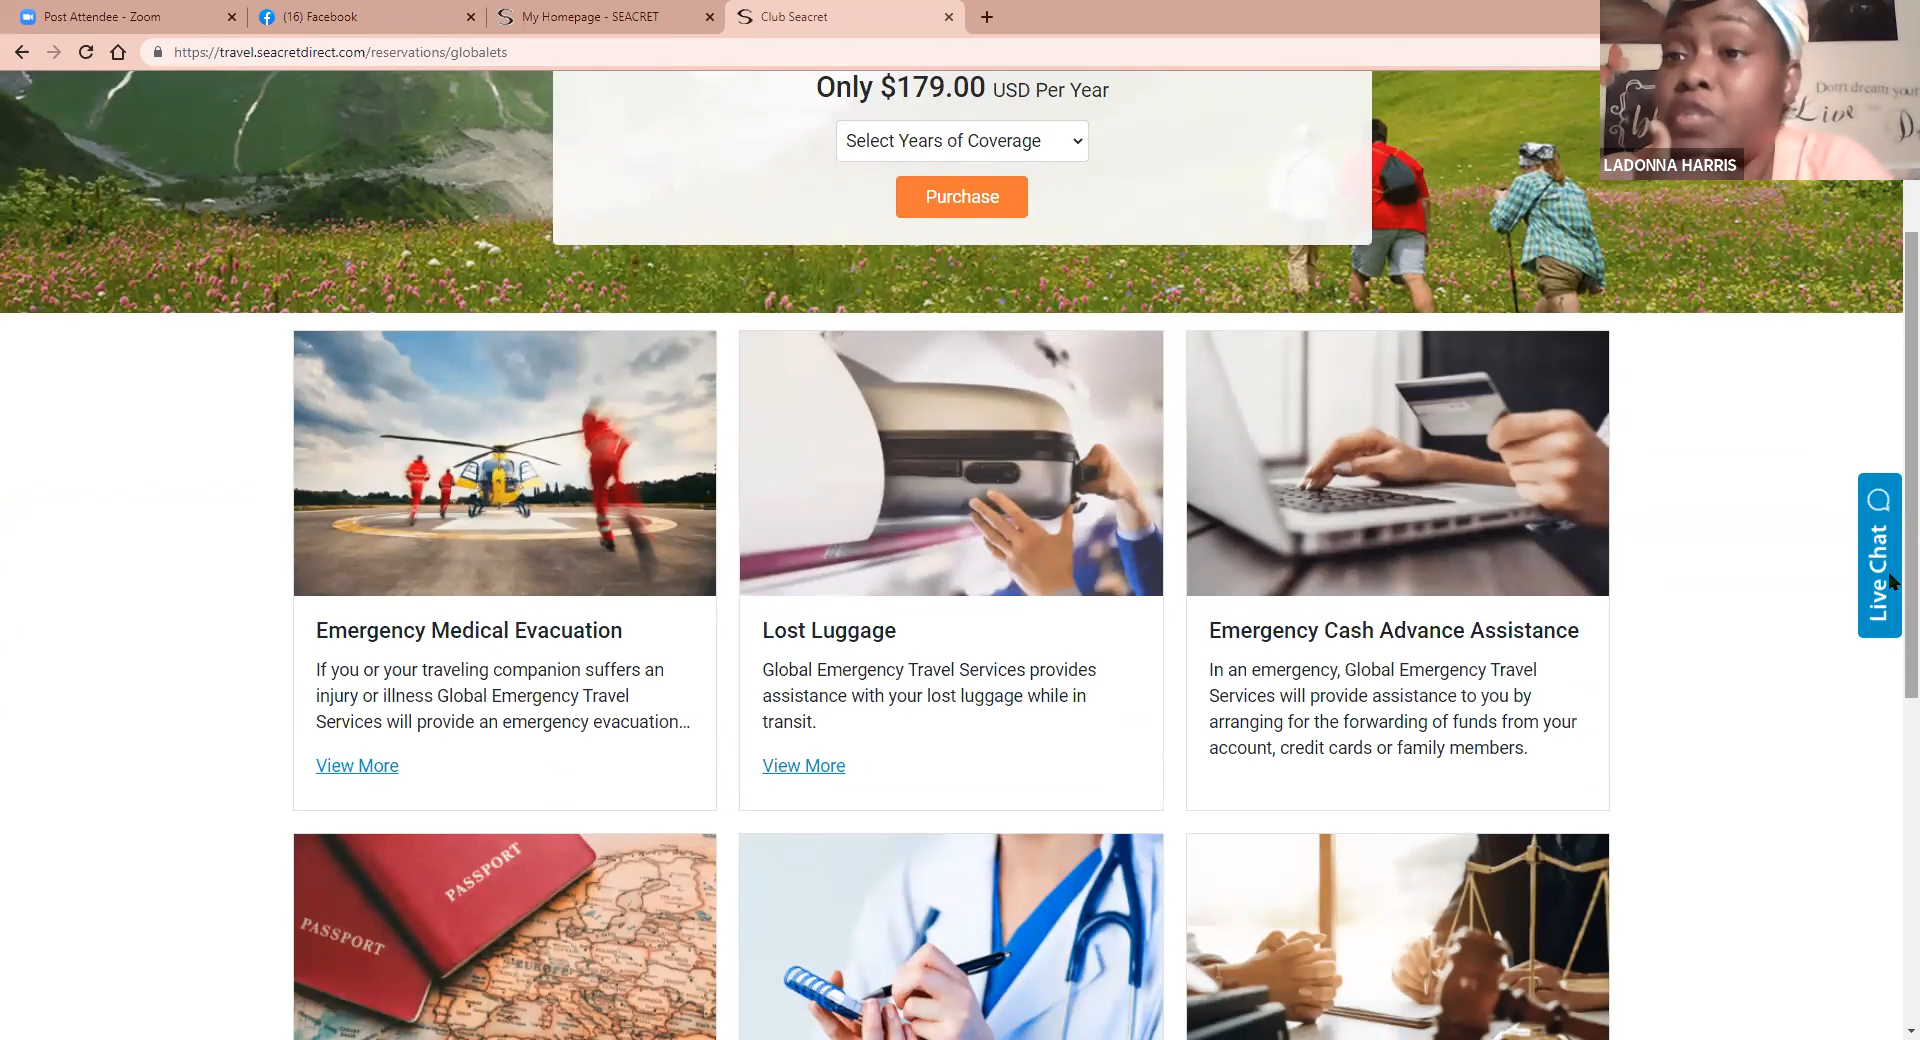 Post Attendee - Zoom
(16) Facebook
My Homepage - SEACRET
Club Seacret
https://travel.seacretdirect.com/reservations/globalets
Only $179.00 USD Per Year
Select Years of Coverage
Purchase
Don't dream your
Live
LADONNA HARRIS
Live Chat
Emergency Medical Evacuation
If you or your traveling companion suffers an
injury or illness Global Emergency Travel
Services will provide an emergency evacuation...
View More
Lost Luggage
Global Emergency Travel Services provides
assistance with your lost luggage while in
transit.
View More
Emergency Cash Advance Assistance
In an emergency, Global Emergency Travel
Services will provide assistance to you by
arranging for the forwarding of funds from your
account, credit cards or family members.
PASSPORT
PASSPORT
EUROPE